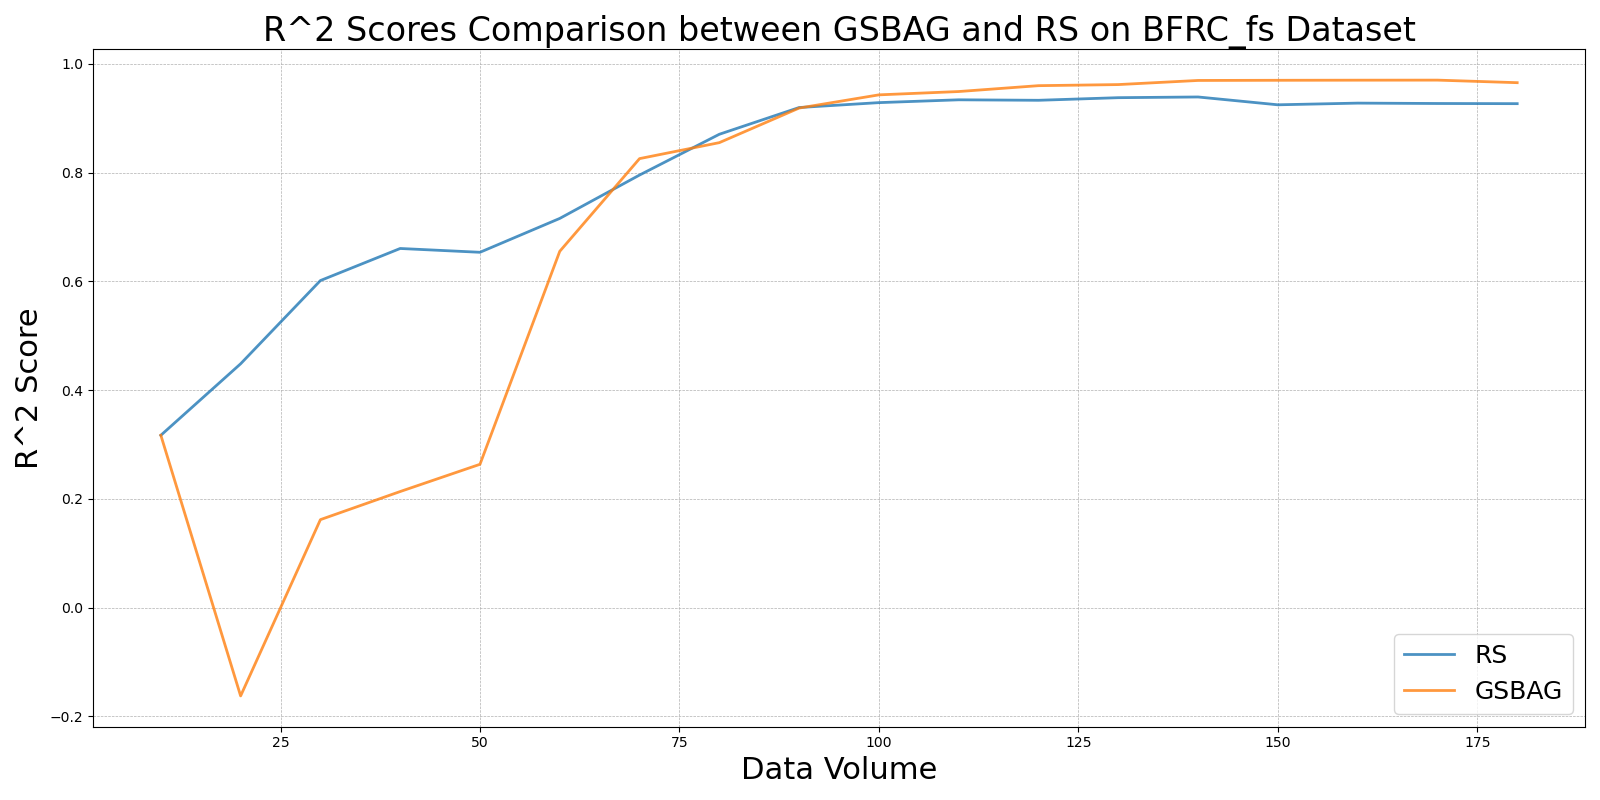 R^2 Scores Comparison between GSBAG and RS on BFRC_fs Dataset
R^2 Score
1.0
0.8
0.6
0.4
0.2
0.0
−0.2
25
50
75
100
125
150
175
Data Volume
RS
GSBAG